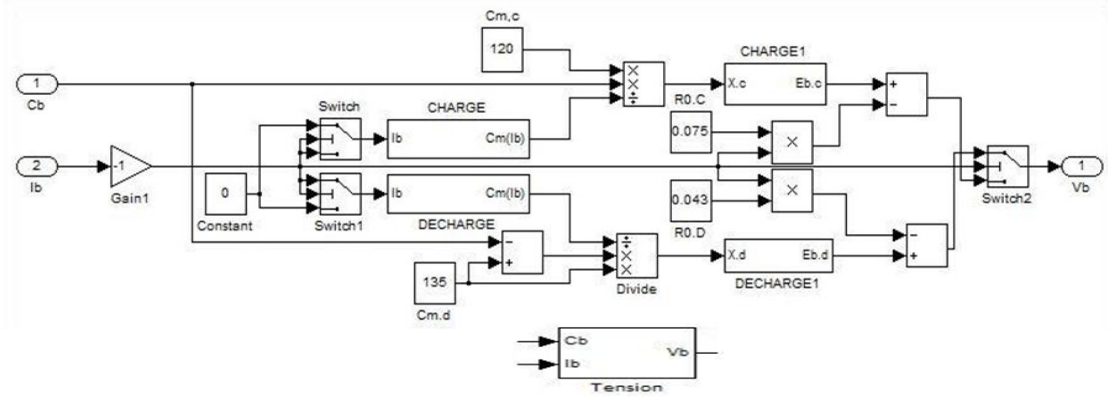 Cm,c
120
CHARGE1
X.c
Eb.c
1
Cb
Switch
CHARGE
Ib
Cm(Ib)
R0.C
0.075
2
Ib
-1
Gain1
0
Constant
Switch1
Ib
Cm(Ib)
DECHARGE
0.043
R0.D
1
Vb
Switch2
135
Cm.d
Divide
X.d
Eb.d
DECHARGE1
Cb
Ib
Vb
Tension